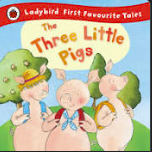 Ladybird First Favourite Tales
The
Three Little
Pigs